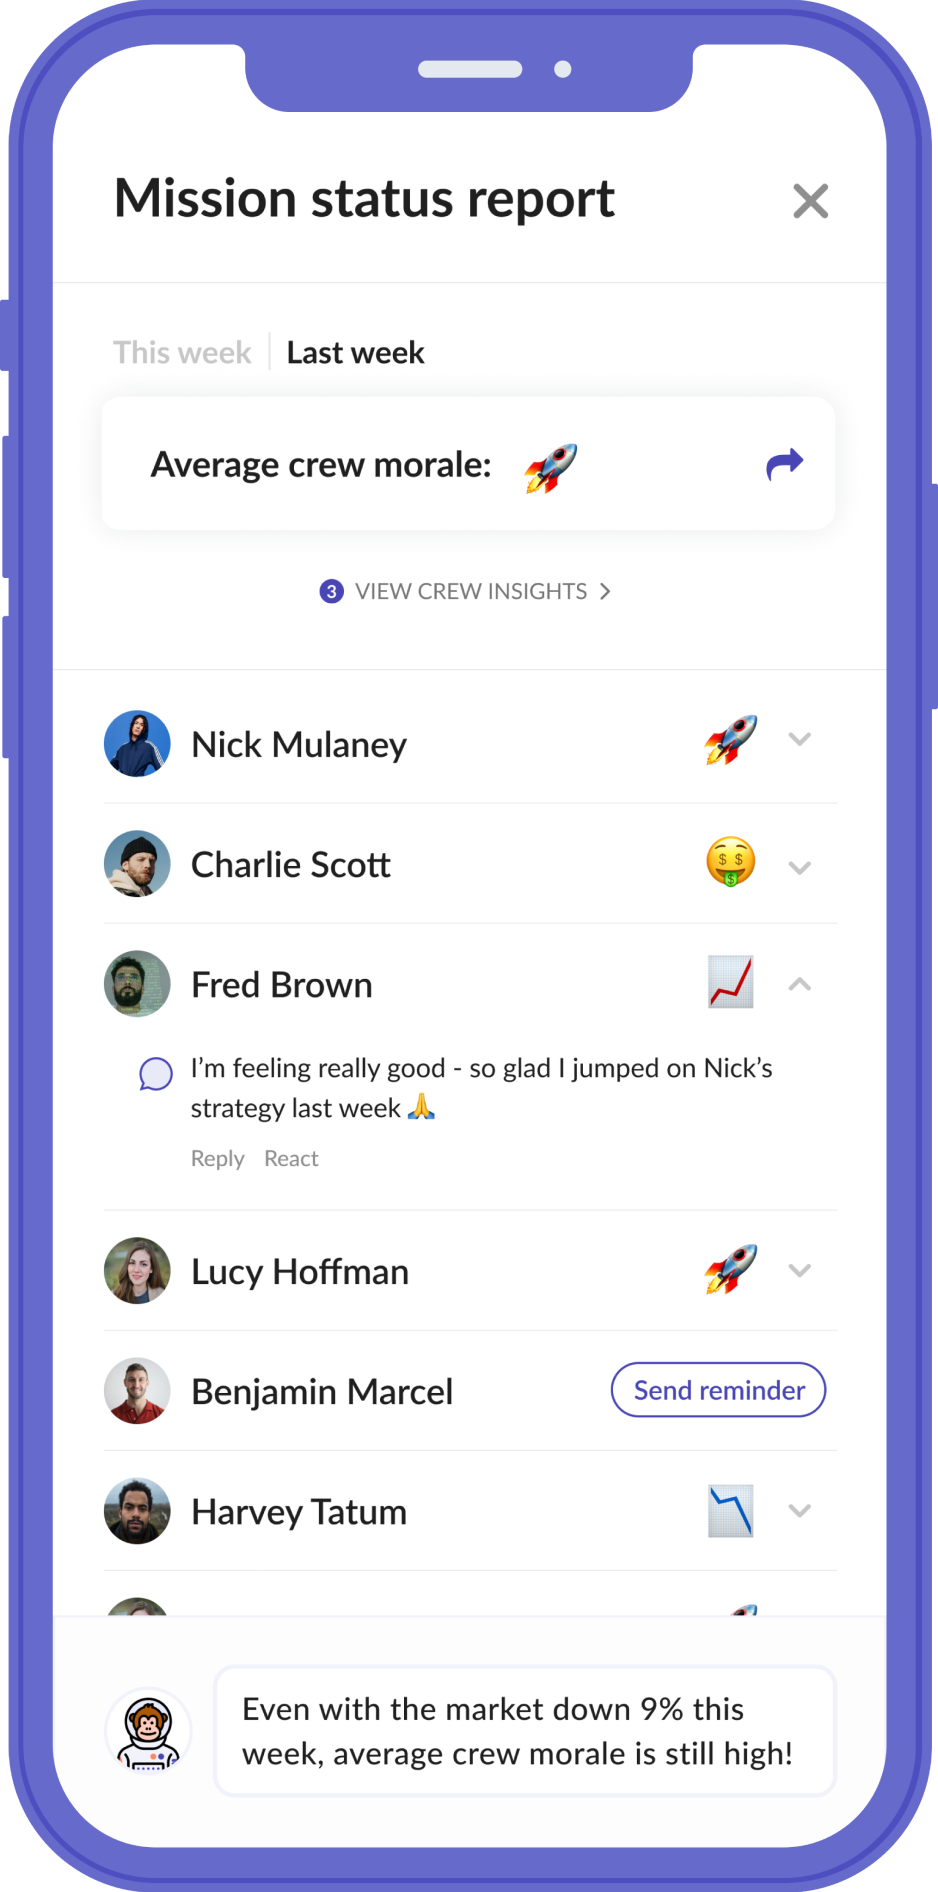 Mission status report
This week
Last week
Average crew morale: 🚀
3 VIEW CREW INSIGHTS
Nick Mulaney 🚀
Charlie Scott 🤑
Fred Brown 📈
I’m feeling really good - so glad I jumped on Nick’s
strategy last week 🙏
Reply React
Lucy Hoffman 🚀
Benjamin Marcel
Send reminder
Harvey Tatum 📉
Even with the market down 9% this
week, average crew morale is still high!